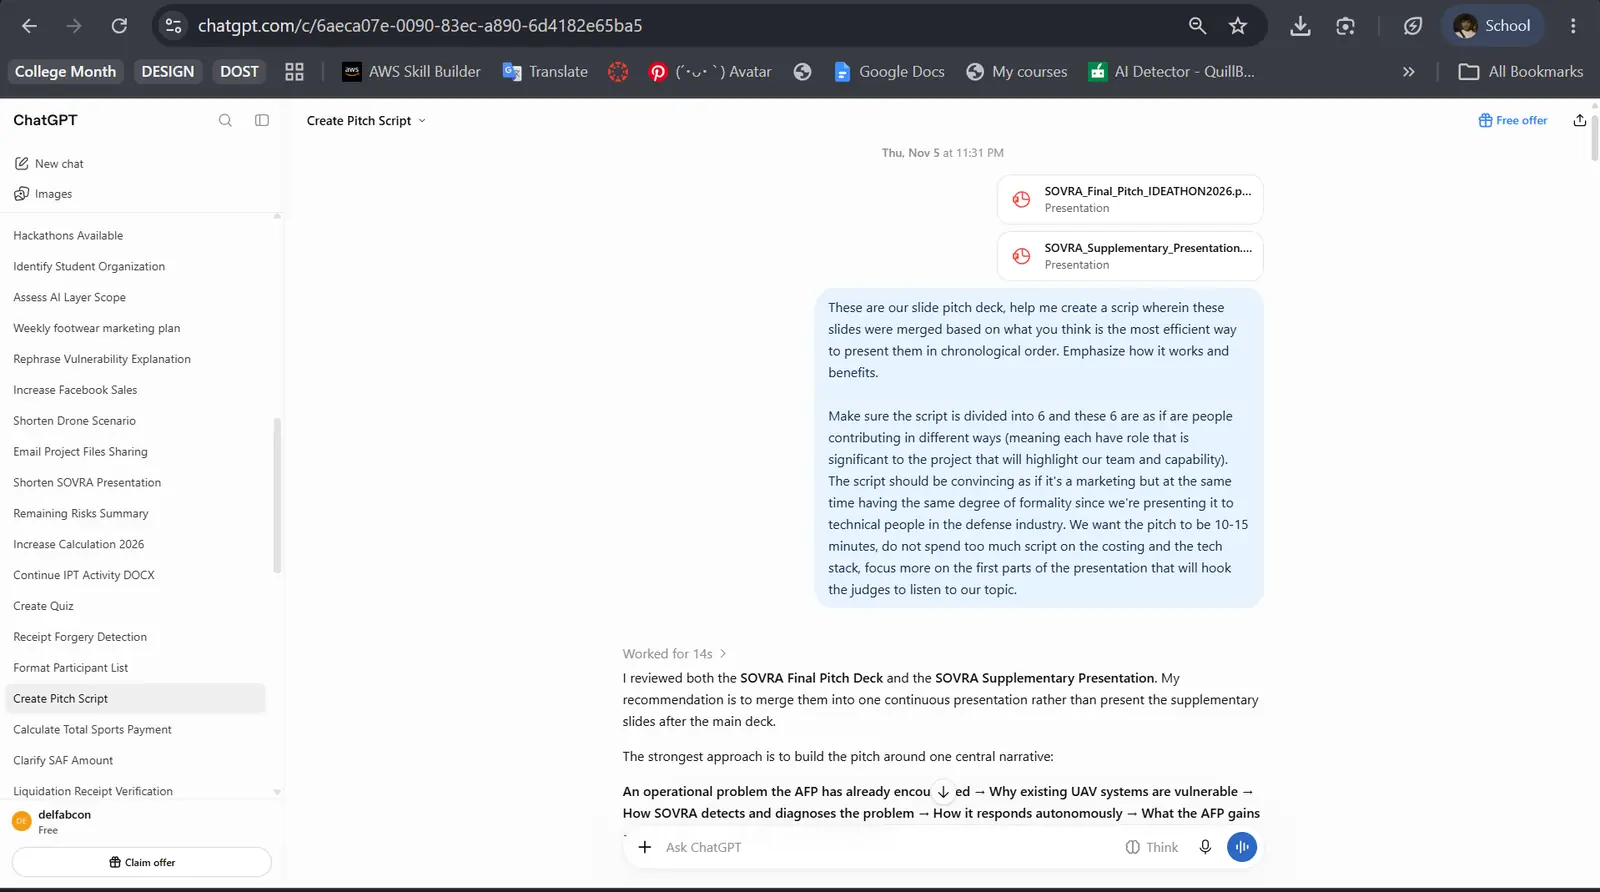 chatgpt.com/c/6aeca07e-0090-83ec-a890-6d4182e65ba5
School
College Month
DESIGN
DOST
aws
AWS Skill Builder
Translate
(´･ᴗ･`) Avatar
Google Docs
My courses
AI Detector - QuillB...
»
All Bookmarks
ChatGPT
New chat
Images
Hackathons Available
Identify Student Organization
Assess AI Layer Scope
Weekly footwear marketing plan
Rephrase Vulnerability Explanation
Increase Facebook Sales
Shorten Drone Scenario
Email Project Files Sharing
Shorten SOVRA Presentation
Remaining Risks Summary
Increase Calculation 2026
Continue IPT Activity DOCX
Create Quiz
Receipt Forgery Detection
Format Participant List
Create Pitch Script
Calculate Total Sports Payment
Clarify SAF Amount
Liquidation Receipt Verification
DE
delfabcon
Free
Claim offer
Create Pitch Script
Free offer
Thu, Nov 5 at 11:31 PM
SOVRA_Final_Pitch_IDEATHON2026.p...
Presentation
SOVRA_Supplementary_Presentation....
Presentation
These are our slide pitch deck, help me create a scrip wherein these
slides were merged based on what you think is the most efficient way
to present them in chronological order. Emphasize how it works and
benefits.
Make sure the script is divided into 6 and these 6 are as if are people
contributing in different ways (meaning each have role that is
significant to the project that will highlight our team and capability).
The script should be convincing as if it's a marketing but at the same
time having the same degree of formality since we're presenting it to
technical people in the defense industry. We want the pitch to be 10-15
minutes, do not spend too much script on the costing and the tech
stack, focus more on the first parts of the presentation that will hook
the judges to listen to our topic.
Worked for 14s
I reviewed both the SOVRA Final Pitch Deck and the SOVRA Supplementary Presentation. My
recommendation is to merge them into one continuous presentation rather than present the supplementary
slides after the main deck.
The strongest approach is to build the pitch around one central narrative:
An operational problem the AFP has already encou ed → Why existing UAV systems are vulnerable →
How SOVRA detects and diagnoses the problem → How it responds autonomously → What the AFP gains
Ask ChatGPT
Think